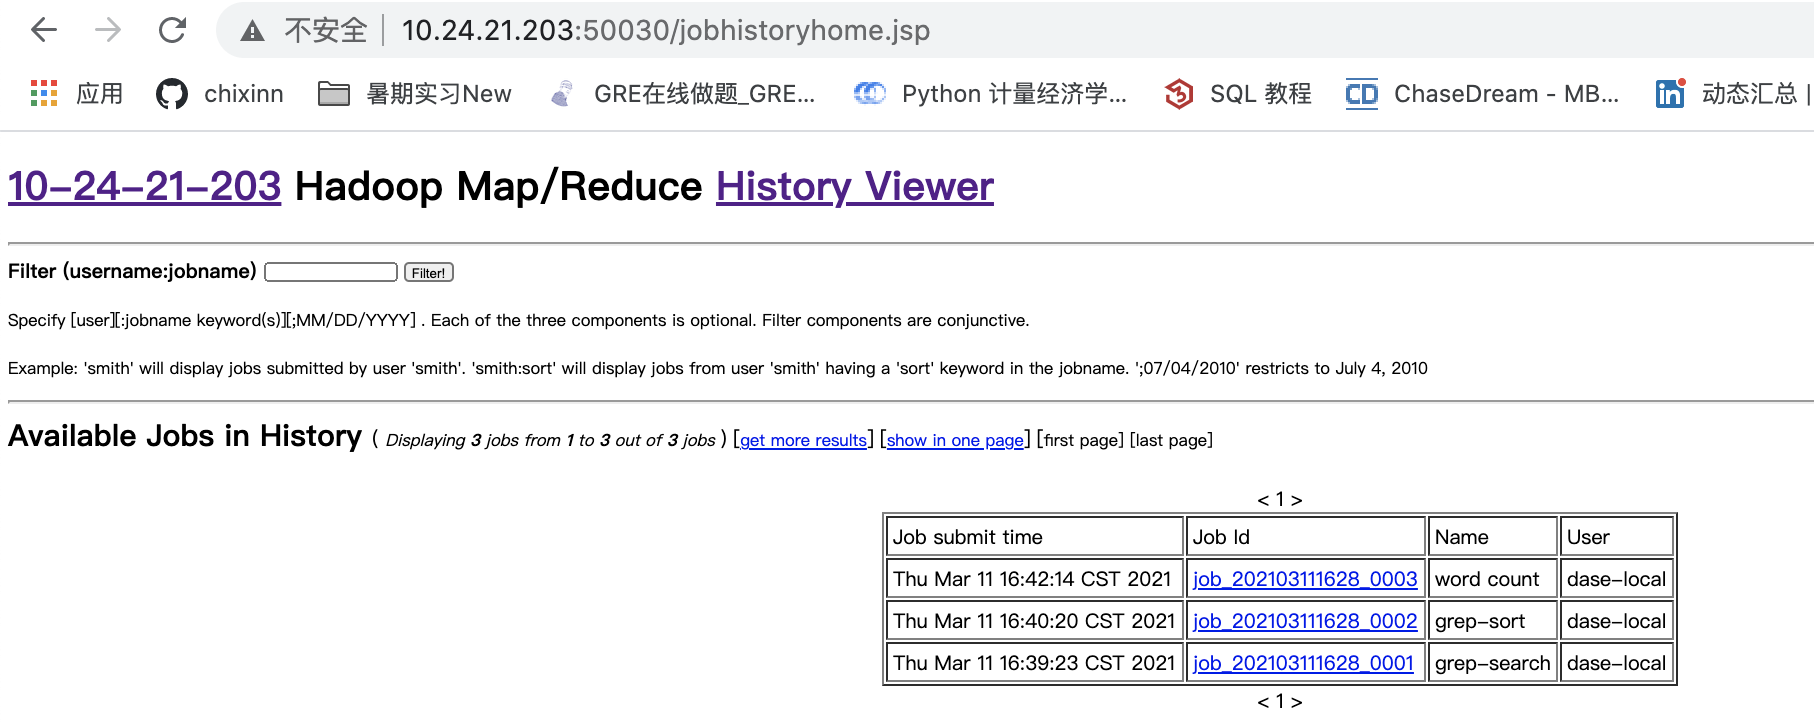 不安全 10.24.21.203:50030/jobhistoryhome.jsp
应用 chixinn 暑期实习New GRE在线做题_GRE... Python 计量经济学... SQL 教程 ChaseDream - MB... 动态汇总 |
10-24-21-203 Hadoop Map/Reduce History Viewer
Filter (username:jobname) Filter!
Specify [user][:jobname keyword(s)][;MM/DD/YYYY] . Each of the three components is optional. Filter components are conjunctive.
Example: 'smith' will display jobs submitted by user 'smith'. 'smith:sort' will display jobs from user 'smith' having a 'sort' keyword in the jobname. ';07/04/2010' restricts to July 4, 2010
Available Jobs in History ( Displaying 3 jobs from 1 to 3 out of 3 jobs ) [get more results] [show in one page] [first page] [last page]
< 1 >
Job submit time Job Id Name User
Thu Mar 11 16:42:14 CST 2021 job_202103111628_0003 word count dase-local
Thu Mar 11 16:40:20 CST 2021 job_202103111628_0002 grep-sort dase-local
Thu Mar 11 16:39:23 CST 2021 job_202103111628_0001 grep-search dase-local
< 1 >